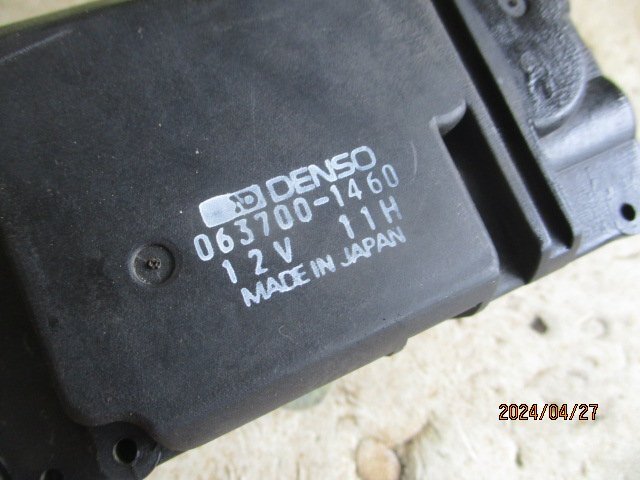 DENSO
063700-1460
12V 11H
MADE IN JAPAN
2024/04/27